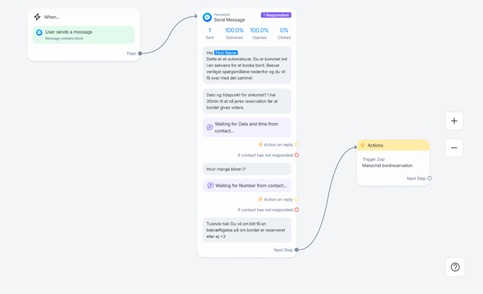 When...
User sends a message
Message contains Bord
Then
Facebook
Send Message
1 Respondent
1
100.0%
100.0%
0%
Sent
Delivered
Opened
Clicked
Hej First Name,
Dette er et automatsvar. Du er kommet ind
i en sekvens for at booke bord. Besvar
venligst spørgsmålene nedenfor og du vil
få svar med det samme!
Dato og tidspunkt for ankomst? I har
30min til at nå jeres reservation før at
bordet gives videre.
Waiting for Date and time from
contact...
Action on reply
If contact has not responded
Hvor mange bliver I?
Waiting for Number from contact...
Action on reply
If contact has not responded
Tusinde tak! Du vil om lidt få en
bekræftigelse på om bordet er reserveret
eller ej <3
Next Step
Actions
Trigger Zap
Manychat bordreservation
Next Step